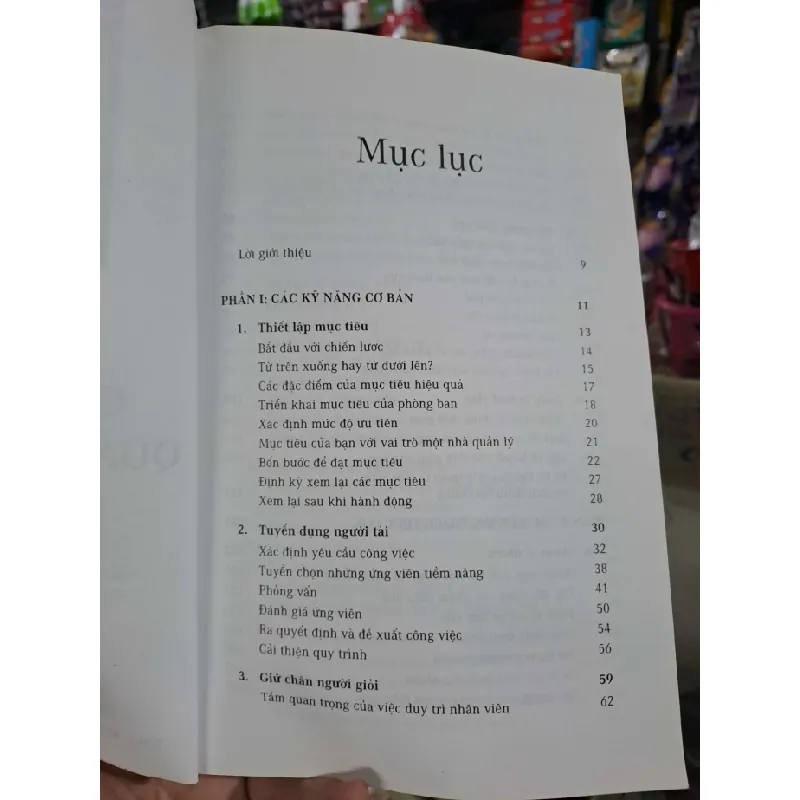 Mục lục
Lời giới thiệu 9
PHẦN I: CÁC KỸ NĂNG CƠ BẢN 11
1. Thiết lập mục tiêu 13
Bắt đầu với chiến lược 14
Từ trên xuống hay từ dưới lên? 15
Các đặc điểm của mục tiêu hiệu quả 17
Triển khai mục tiêu của phòng ban 18
Xác định mức độ ưu tiên 20
Mục tiêu của bạn với vai trò một nhà quản lý 21
Bốn bước để đạt mục tiêu 22
Định kỳ xem lại các mục tiêu 27
Xem lại sau khi hành động 28
2. Tuyển dụng người tài 30
Xác định yêu cầu công việc 32
Tuyển chọn những ứng viên tiềm năng 38
Phỏng vấn 41
Đánh giá ứng viên 50
Ra quyết định và đề xuất công việc 54
Cải thiện quy trình 56
3. Giữ chân người giỏi 59
Tầm quan trọng của việc duy trì nhân viên 62
QUẢ